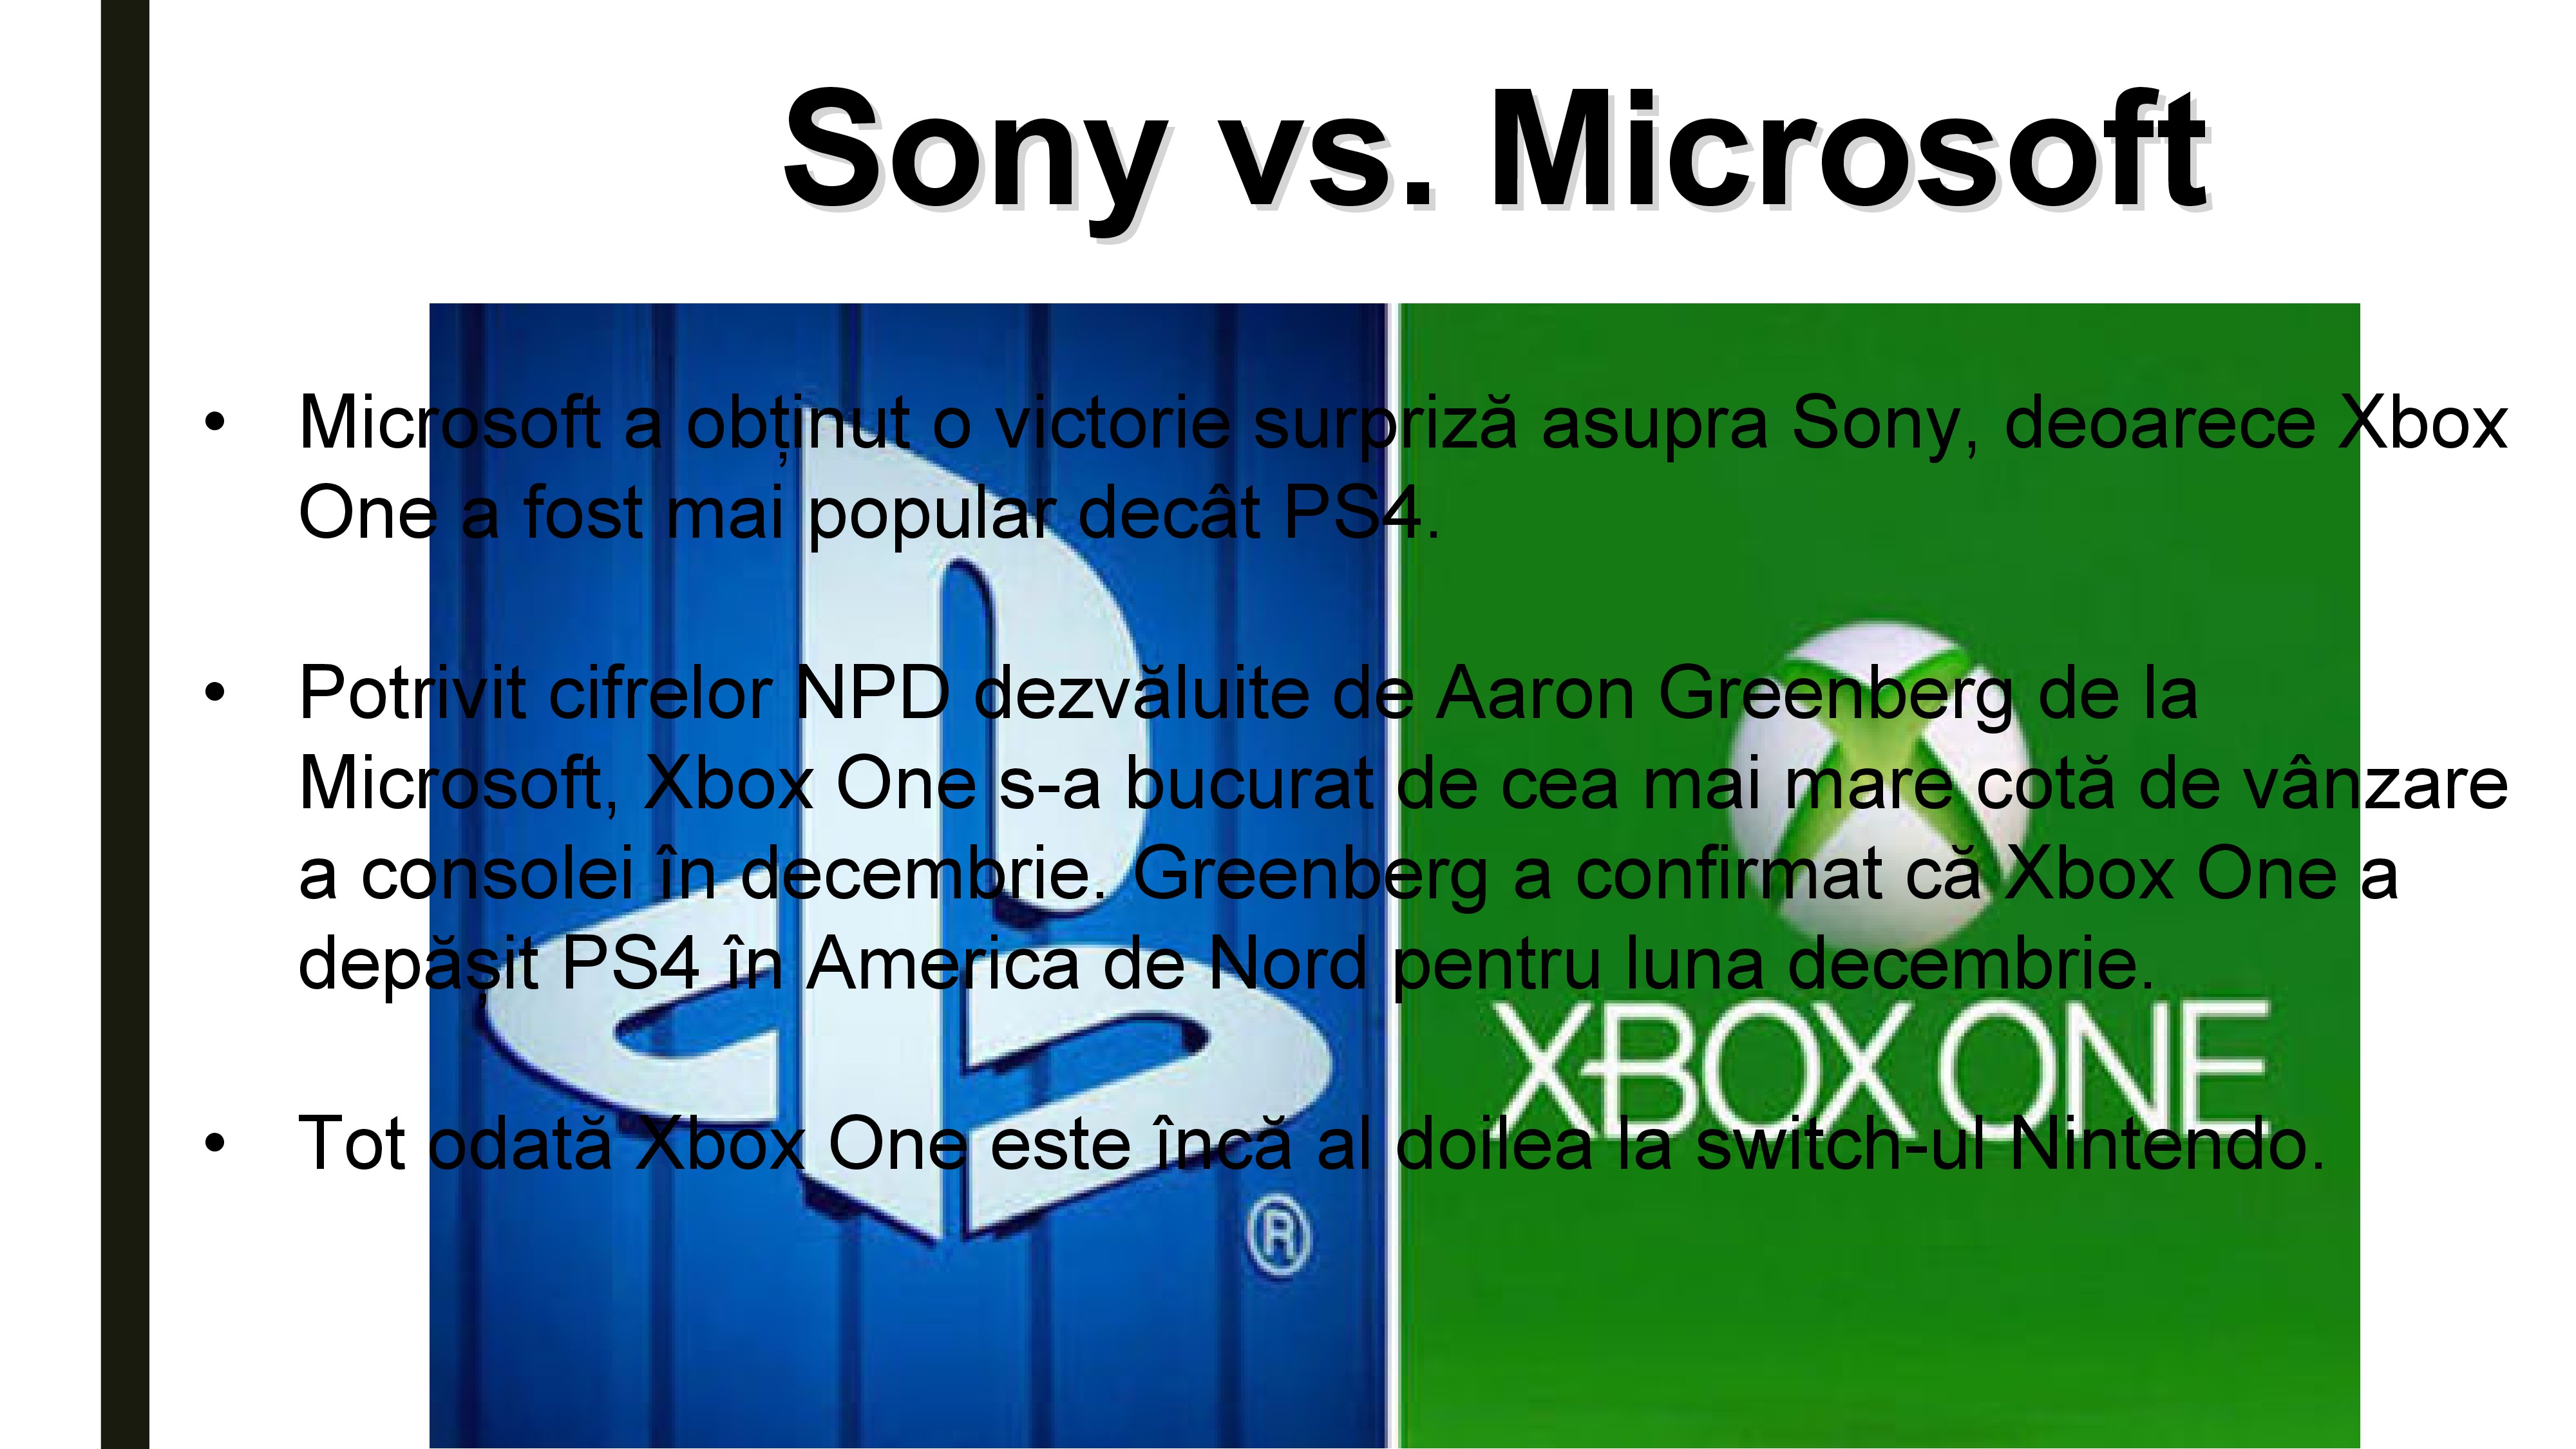 Sony vs. Microsoft
• Microsoft a obținut o victorie surpriză asupra Sony, deoarece Xbox
One a fost mai popular decât PS4.
• Potrivit cifrelor NPD dezvăluite de Aaron Greenberg de la
Microsoft, Xbox One s-a bucurat de cea mai mare cotă de vânzare
a consolei în decembrie. Greenberg a confirmat că Xbox One a
depășit PS4 în America de Nord pentru luna decembrie.
XBOX ONE
• Tot odată Xbox One este încă al doilea la switch-ul Nintendo.
®